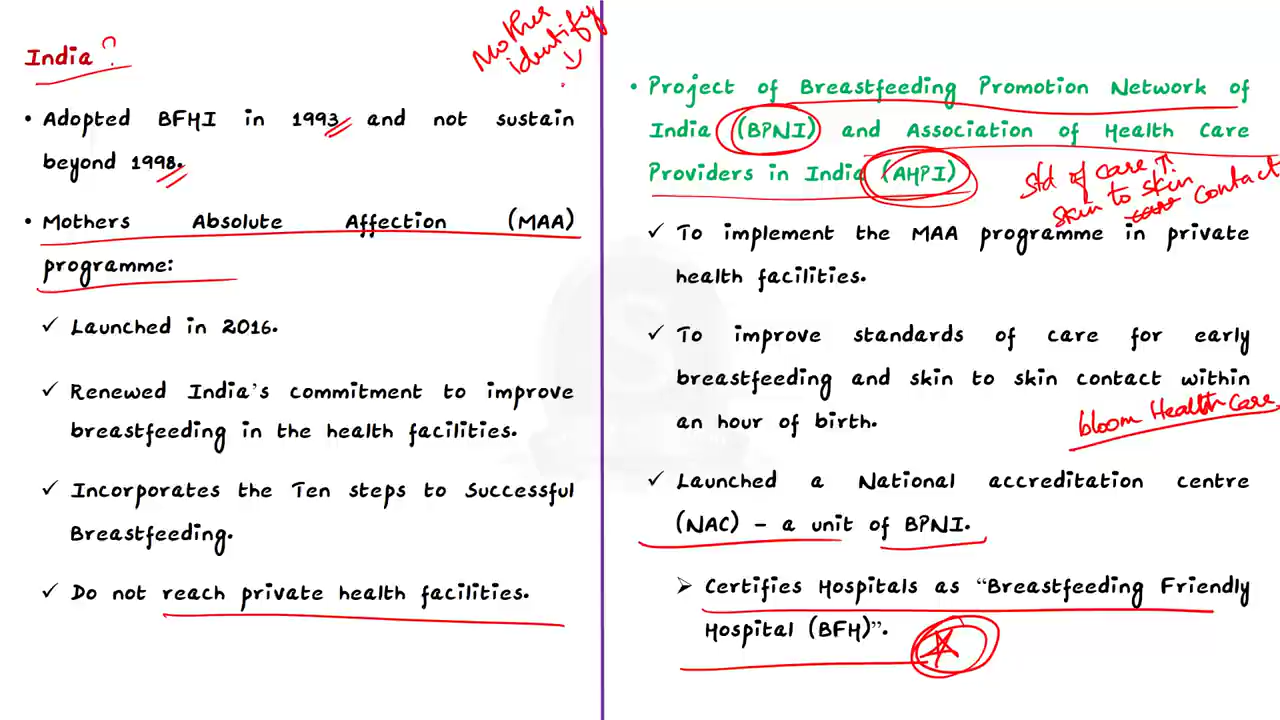 India ?
Mother
identify
• Adopted BFHI in 1993 and not sustain
beyond 1998.
• Mothers Absolute Affection (MAA)
programme:
✓ Launched in 2016.
✓ Renewed India's commitment to improve
breastfeeding in the health facilities.
✓ Incorporates the Ten steps to Successful
Breastfeeding.
✓ Do not reach private health facilities.
• Project of Breastfeeding Promotion Network of
India (BPNI) and Association of Health Care
Providers in India (AHPI)
std of care ↑
skin to skin
care contact
✓ To implement the MAA programme in private
health facilities.
✓ To improve standards of care for early
breastfeeding and skin to skin contact within
an hour of birth.
bloom HealthCare
✓ Launched a National accreditation centre
(NAC) – a unit of BPNI.
➤ Certifies Hospitals as “Breastfeeding Friendly
Hospital (BFH)”.